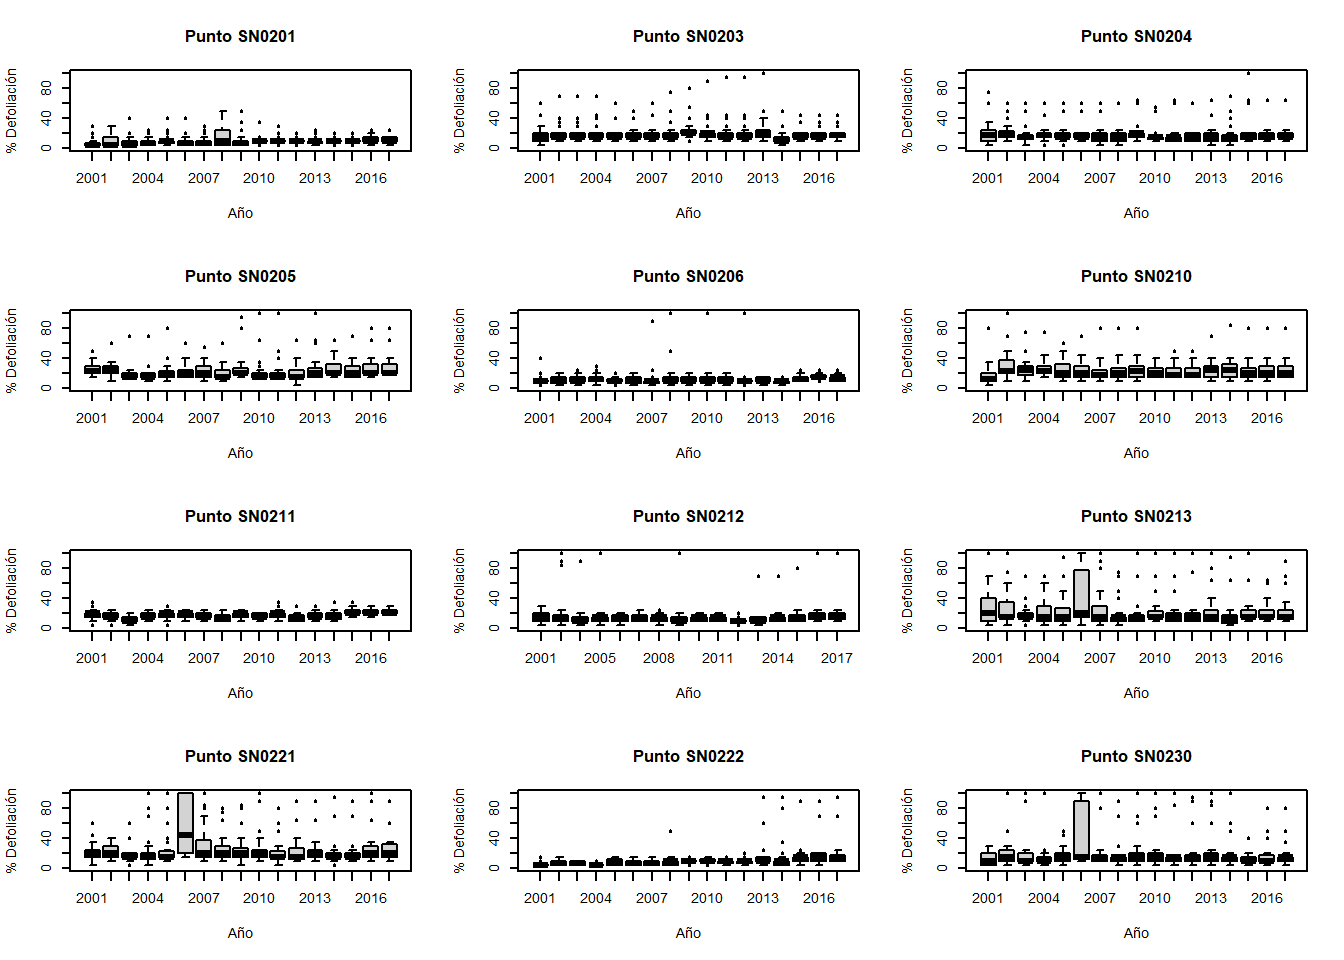 Punto SN0201
% Defoliación
0 40 80
2001 2004 2007 2010 2013 2016
Año
Punto SN0203
% Defoliación
0 40 80
2001 2004 2007 2010 2013 2016
Año
Punto SN0204
% Defoliación
0 40 80
2001 2004 2007 2010 2013 2016
Año
Punto SN0205
% Defoliación
0 40 80
2001 2004 2007 2010 2013 2016
Año
Punto SN0206
% Defoliación
0 40 80
2001 2004 2007 2010 2013 2016
Año
Punto SN0210
% Defoliación
0 40 80
2001 2004 2007 2010 2013 2016
Año
Punto SN0211
% Defoliación
0 40 80
2001 2004 2007 2010 2013 2016
Año
Punto SN0212
% Defoliación
0 40 80
2001 2005 2008 2011 2014 2017
Año
Punto SN0213
% Defoliación
0 40 80
2001 2004 2007 2010 2013 2016
Año
Punto SN0221
% Defoliación
0 40 80
2001 2004 2007 2010 2013 2016
Año
Punto SN0222
% Defoliación
0 40 80
2001 2004 2007 2010 2013 2016
Año
Punto SN0230
% Defoliación
0 40 80
2001 2004 2007 2010 2013 2016
Año